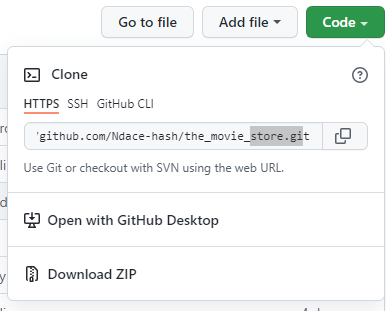 Go to file Add file Code
Clone
HTTPS SSH GitHub CLI
github.com/Ndace-hash/the_movie_store.git
Use Git or checkout with SVN using the web URL.
Open with GitHub Desktop
Download ZIP